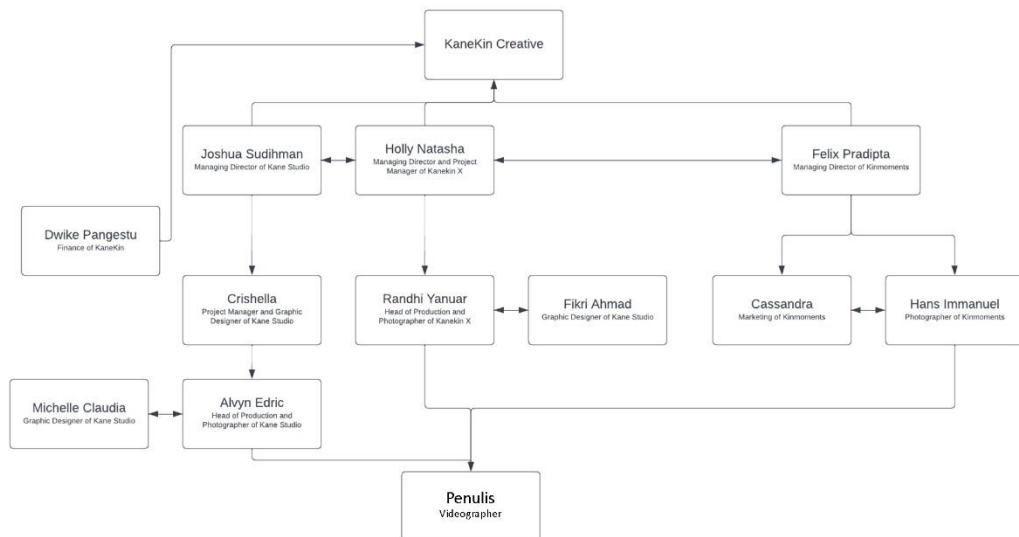 KaneKin Creative
Joshua Sudihman
Managing Director of Kane Studio
Holly Natasha
Managing Director and Project
Manager of Kanekin X
Felix Pradipta
Managing Director of Kinmoments
Dwike Pangestu
Finance of KaneKin
Crishella
Project Manager and Graphic
Designer of Kane Studio
Randhi Yanuar
Head of Production and
Photographer of Kanekin X
Fikri Ahmad
Graphic Designer of Kane Studio
Cassandra
Marketing of Kinmoments
Hans Immanuel
Photographer of Kinmoments
Michelle Claudia
Graphic Designer of Kane Studio
Alvyn Edric
Head of Production and
Photographer of Kane Studio
Penulis
Videographer